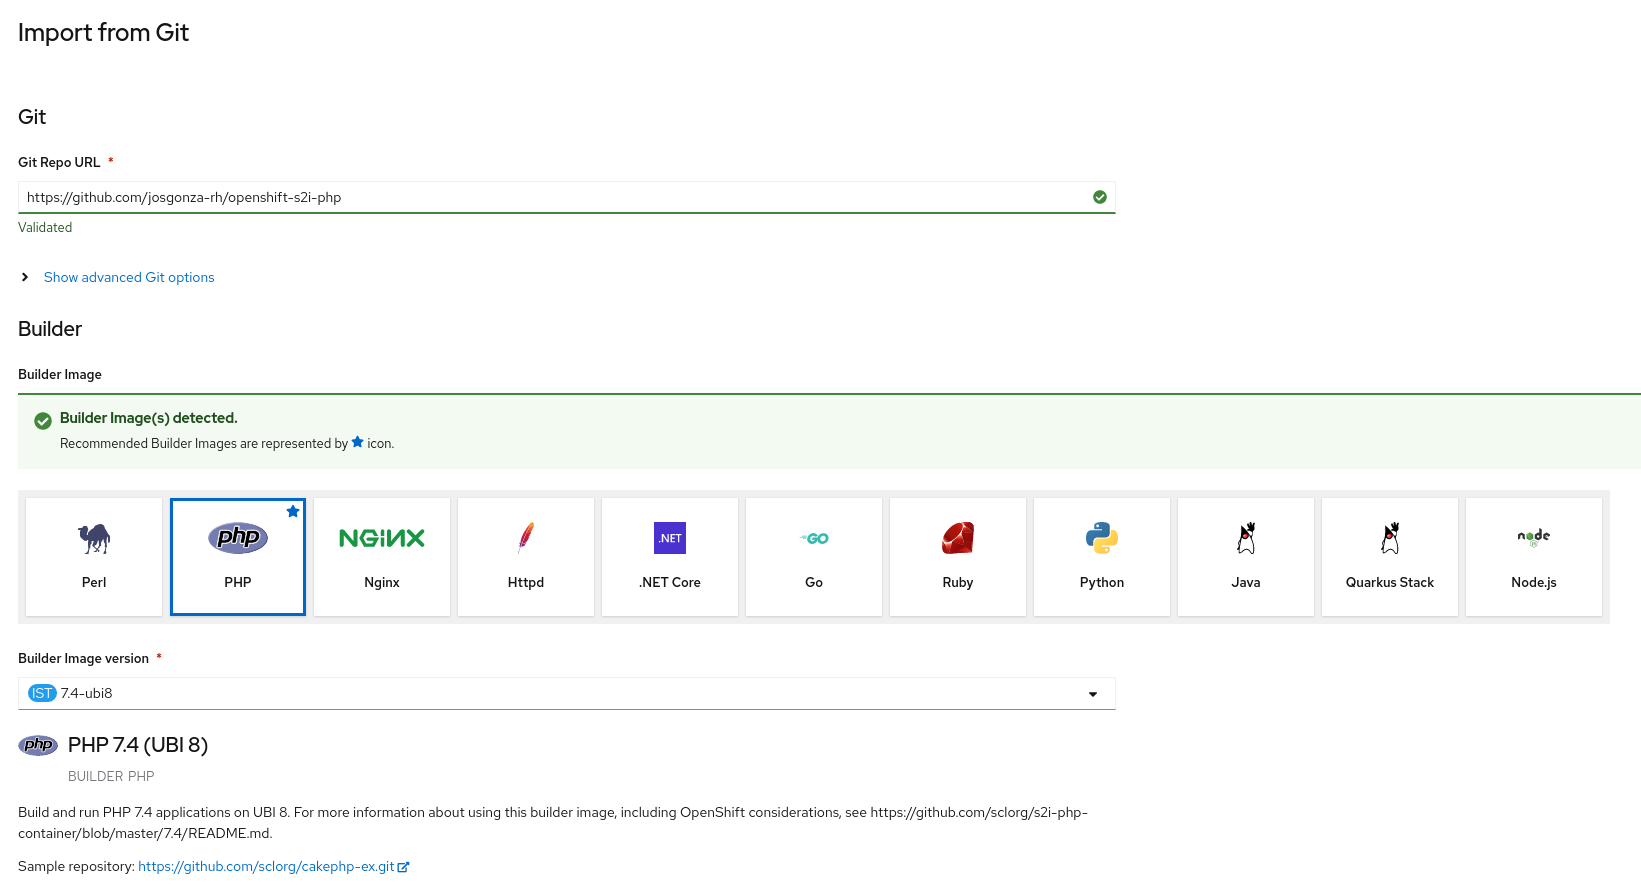 Import from Git
Git
Git Repo URL *
https://github.com/josgonza-rh/openshift-s2i-php
Validated
Show advanced Git options
Builder
Builder Image
Builder Image(s) detected.
Recommended Builder Images are represented by icon.
php
NGINX
.NET
GO
node
JS
Perl
PHP
Nginx
Httpd
.NET Core
Go
Ruby
Python
Java
Quarkus Stack
Node.js
Builder Image version *
IST 7.4-ubi8
php PHP 7.4 (UBI 8)
BUILDER PHP
Build and run PHP 7.4 applications on UBI 8. For more information about using this builder image, including OpenShift considerations, see https://github.com/sclorg/s2i-php-
container/blob/master/7.4/README.md.
Sample repository: https://github.com/sclorg/cakephp-ex.git